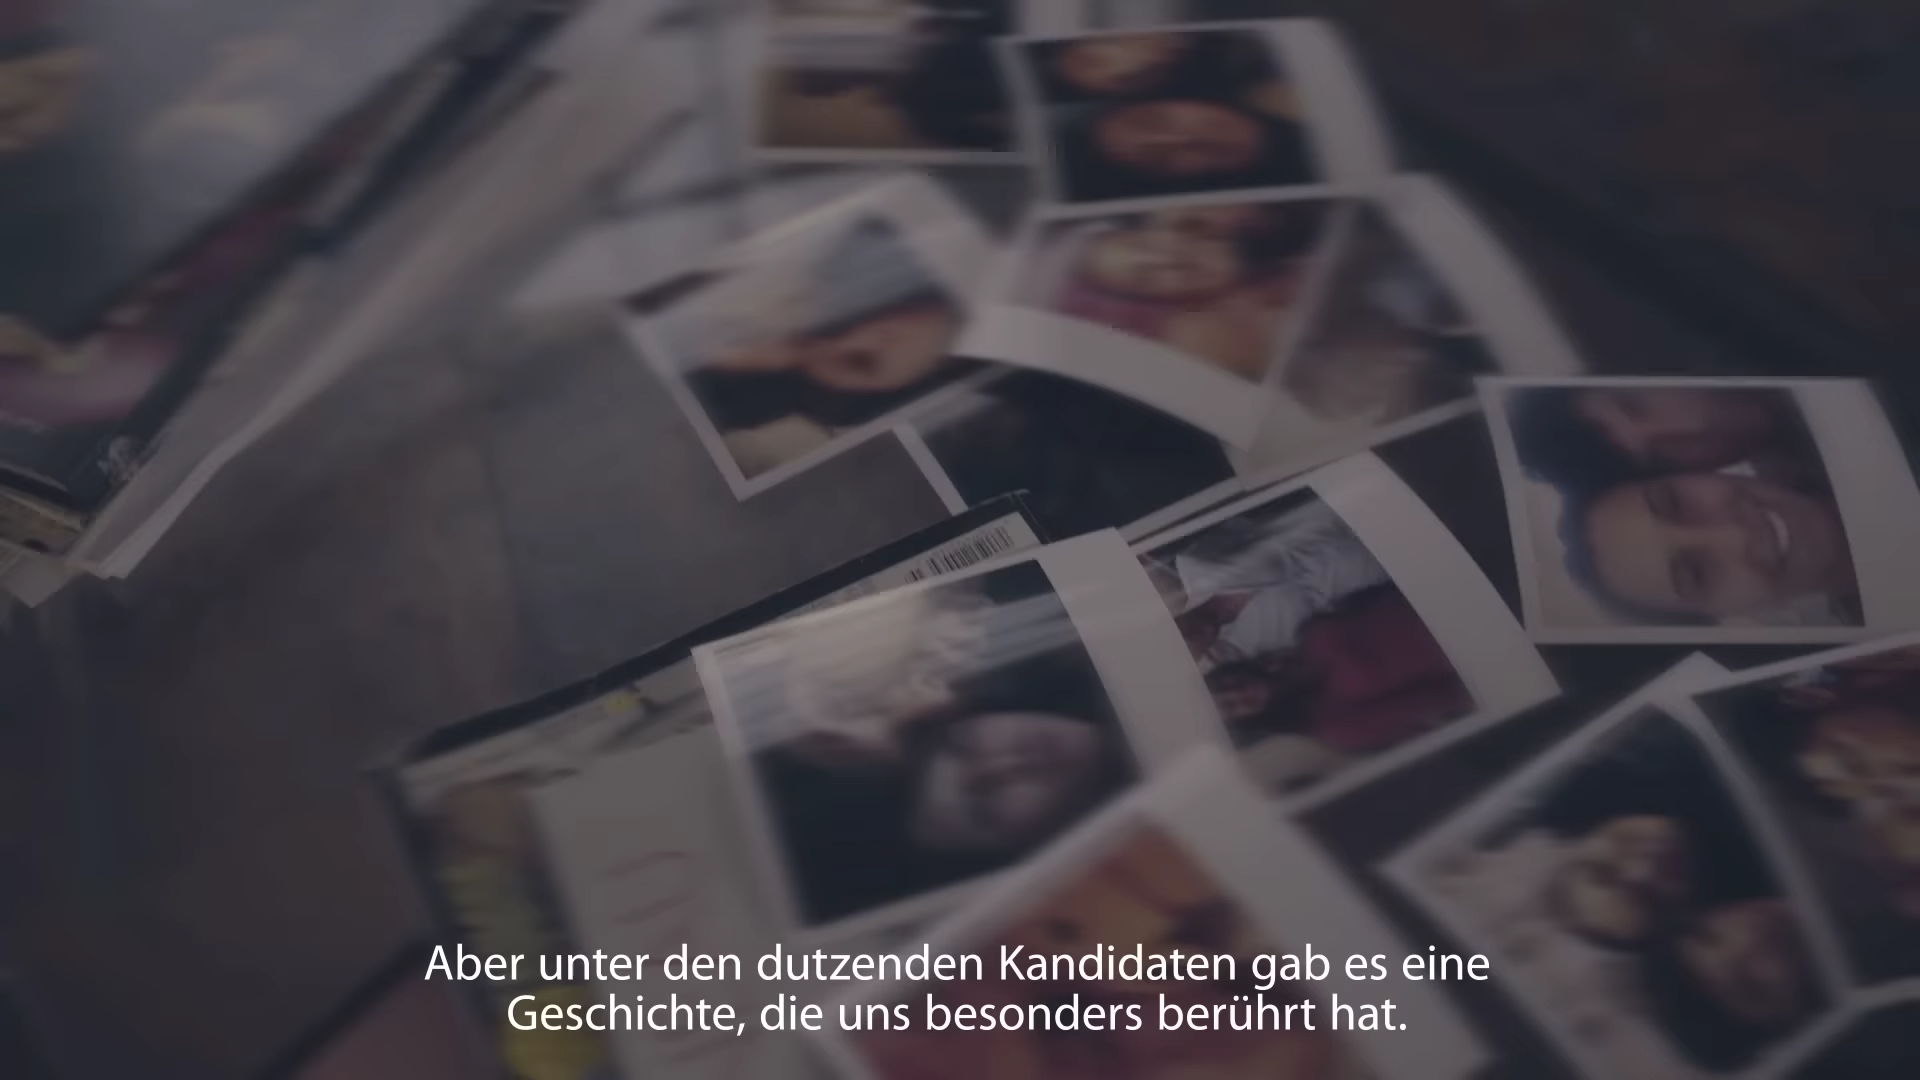 Aber unter den dutzenden Kandidaten gab es eine
Geschichte, die uns besonders berührt hat.